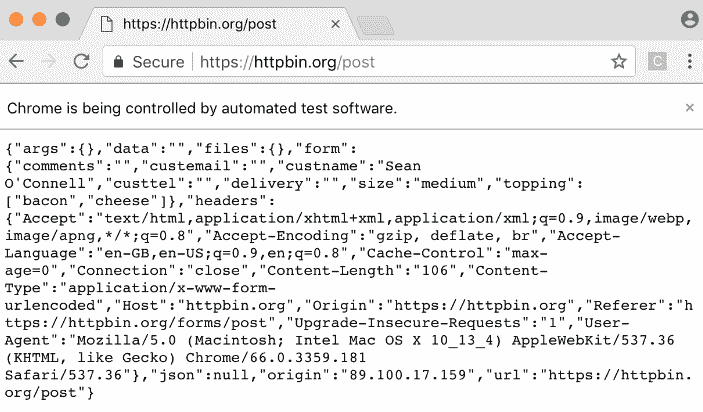 https://httpbin.org/post
Secure https://httpbin.org/post
C
Chrome is being controlled by automated test software.
{"args":{},"data":"","files":{},"form":
{"comments":"","custemail":"","custname":"Sean
O'Connell","custtel":"","delivery":"","size":"medium","topping":
["bacon","cheese"]},"headers":
{"Accept":"text/html,application/xhtml+xml,application/xml;q=0.9,image/webp,
image/apng,*/*;q=0.8","Accept-Encoding":"gzip, deflate, br","Accept-
Language":"en-GB,en-US;q=0.9,en;q=0.8","Cache-Control":"max-
age=0","Connection":"close","Content-Length":"106","Content-
Type":"application/x-www-form-
urlencoded","Host":"httpbin.org","Origin":"https://httpbin.org","Referer":"h
ttps://httpbin.org/forms/post","Upgrade-Insecure-Requests":"1","User-
Agent":"Mozilla/5.0 (Macintosh; Intel Mac OS X 10_13_4) AppleWebKit/537.36
(KHTML, like Gecko) Chrome/66.0.3359.181
Safari/537.36"},"json":null,"origin":"89.100.17.159","url":"https://httpbin.
org/post"}